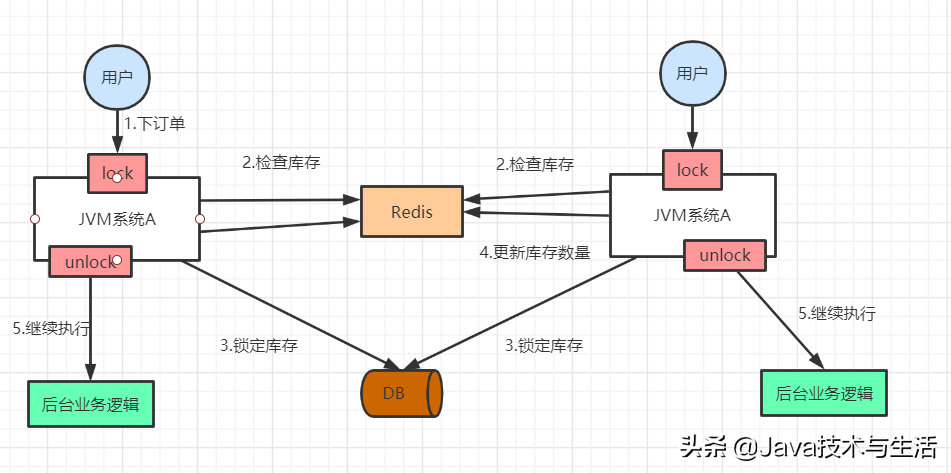 用户
用户
1.下订单
lock
lock
2.检查库存
2.检查库存
JVM系统A
Redis
JVM系统A
4.更新库存数量
unlock
unlock
5.继续执行
5.继续执行
3.锁定库存
3.锁定库存
DB
后台业务逻辑
后台业务逻辑
头条 @Java技术与生活